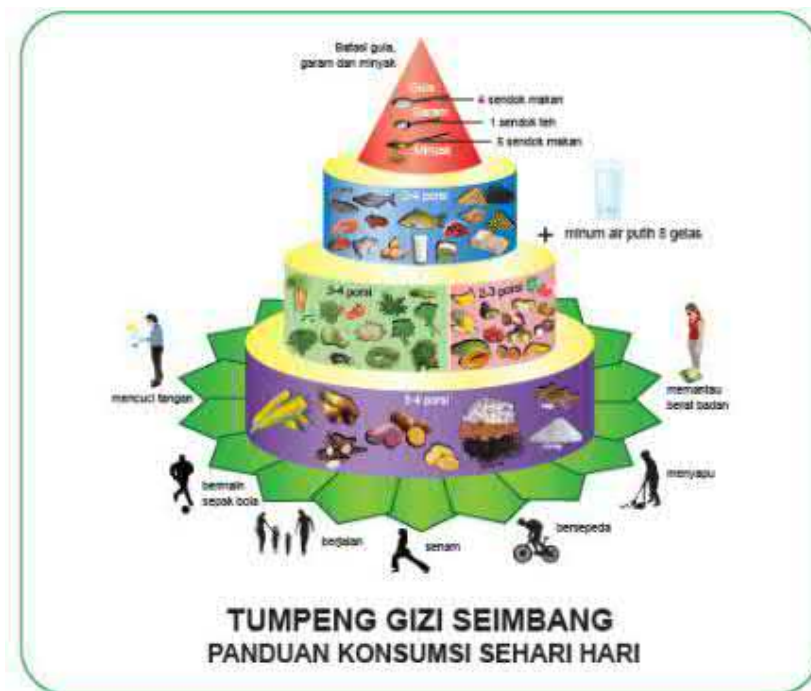 Batasi gula,
garam dan minyak
Gula
4 sendok makan
Garam
1 sendok teh
5 sendok makan
Minyak
2-4 porsi
+ minum air putih 8 gelas
3-4 porsi
2-3 porsi
3-4 porsi
mencuci tangan
memantau
berat badan
bermain
sepak bola
menyapu
berjalan
senam
bersepeda
TUMPENG GIZI SEIMBANG
PANDUAN KONSUMSI SEHARI HARI